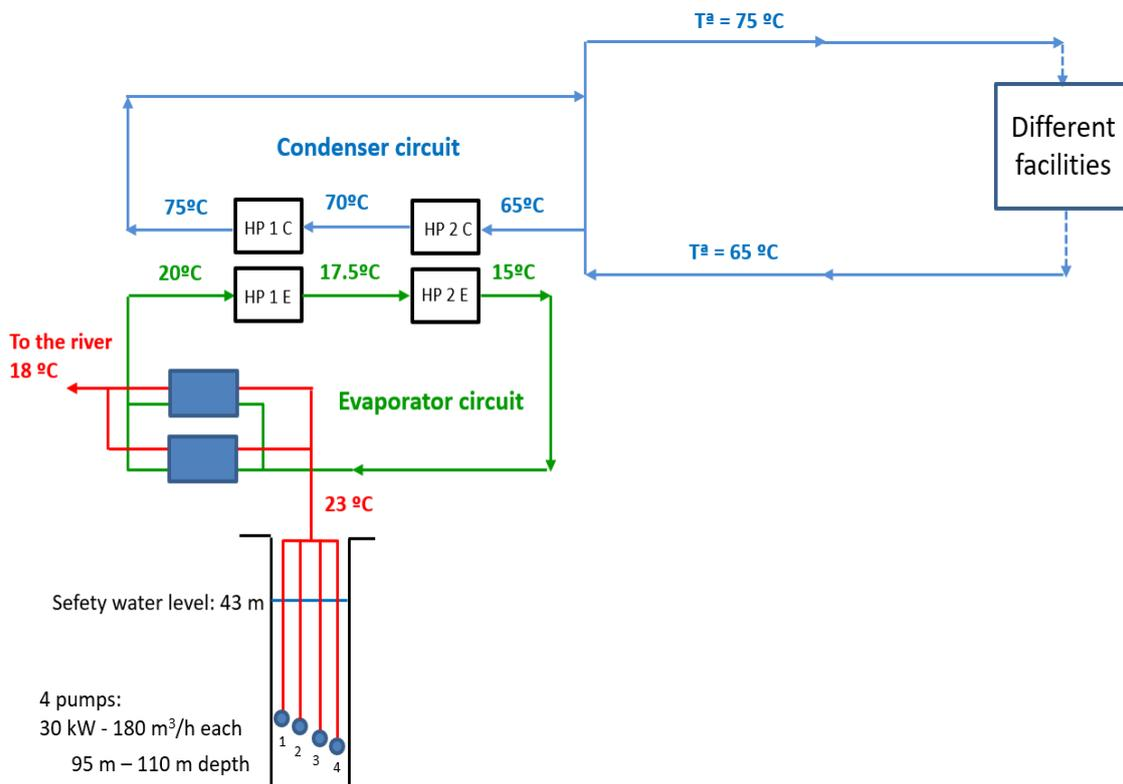 Tª = 75 ºC
Different
facilities
Condenser circuit
75ºC
70ºC
65ºC
HP 1 C
HP 2 C
Tª = 65 ºC
20ºC
17.5ºC
15ºC
HP 1 E
HP 2 E
To the river
18 ºC
Evaporator circuit
23 ºC
Sefety water level: 43 m
4 pumps:
30 kW - 180 m³/h each
95 m – 110 m depth
1
2
3
4